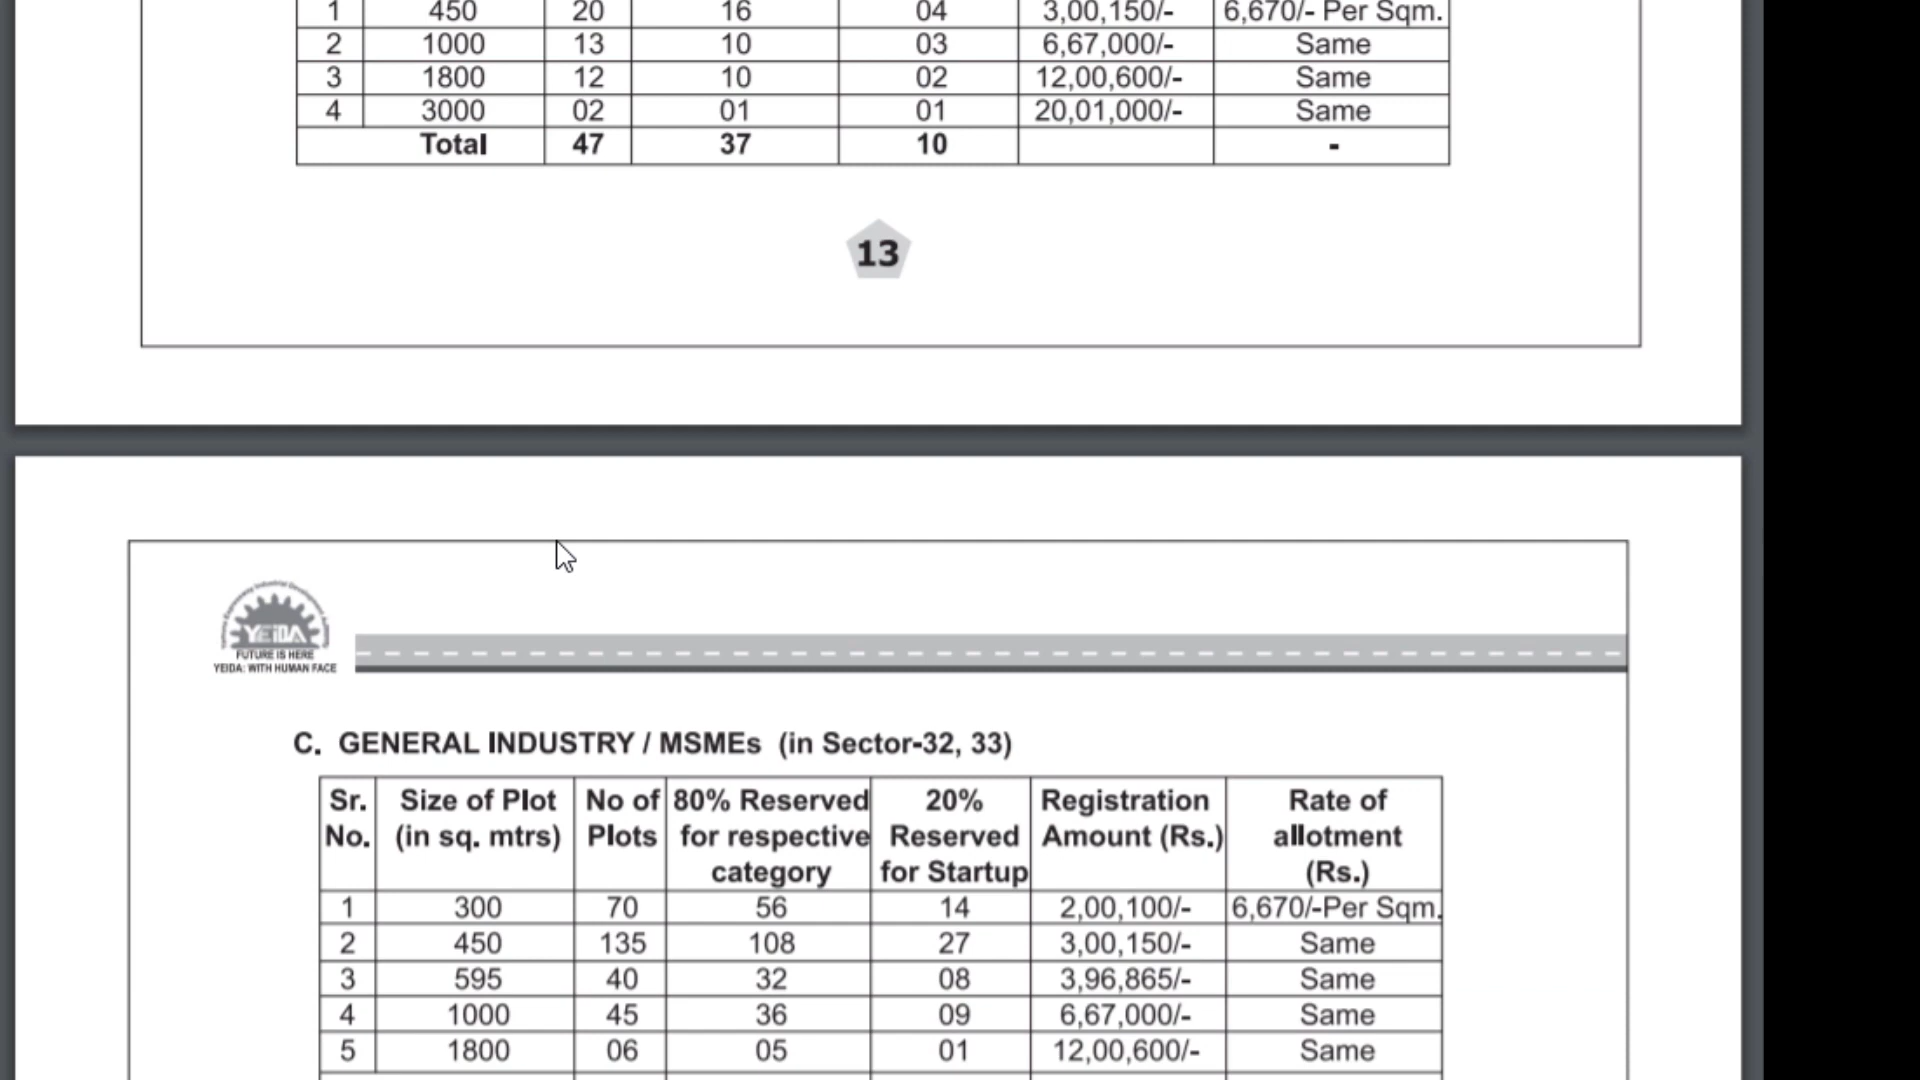 1 450 20 16 04 3,00,150/- 6,670/- Per Sqm.
2 1000 13 10 03 6,67,000/- Same
3 1800 12 10 02 12,00,600/- Same
4 3000 02 01 01 20,01,000/- Same
Total 47 37 10 -
13
YEIDA
FUTURE IS HERE
YEIDA: WITH HUMAN FACE
C. GENERAL INDUSTRY / MSMEs (in Sector-32, 33)
Sr. Size of Plot No of 80% Reserved 20% Registration Rate of
No. (in sq. mtrs) Plots for respective Reserved Amount (Rs.) allotment
category for Startup (Rs.)
1 300 70 56 14 2,00,100/- 6,670/-Per Sqm.
2 450 135 108 27 3,00,150/- Same
3 595 40 32 08 3,96,865/- Same
4 1000 45 36 09 6,67,000/- Same
5 1800 06 05 01 12,00,600/- Same